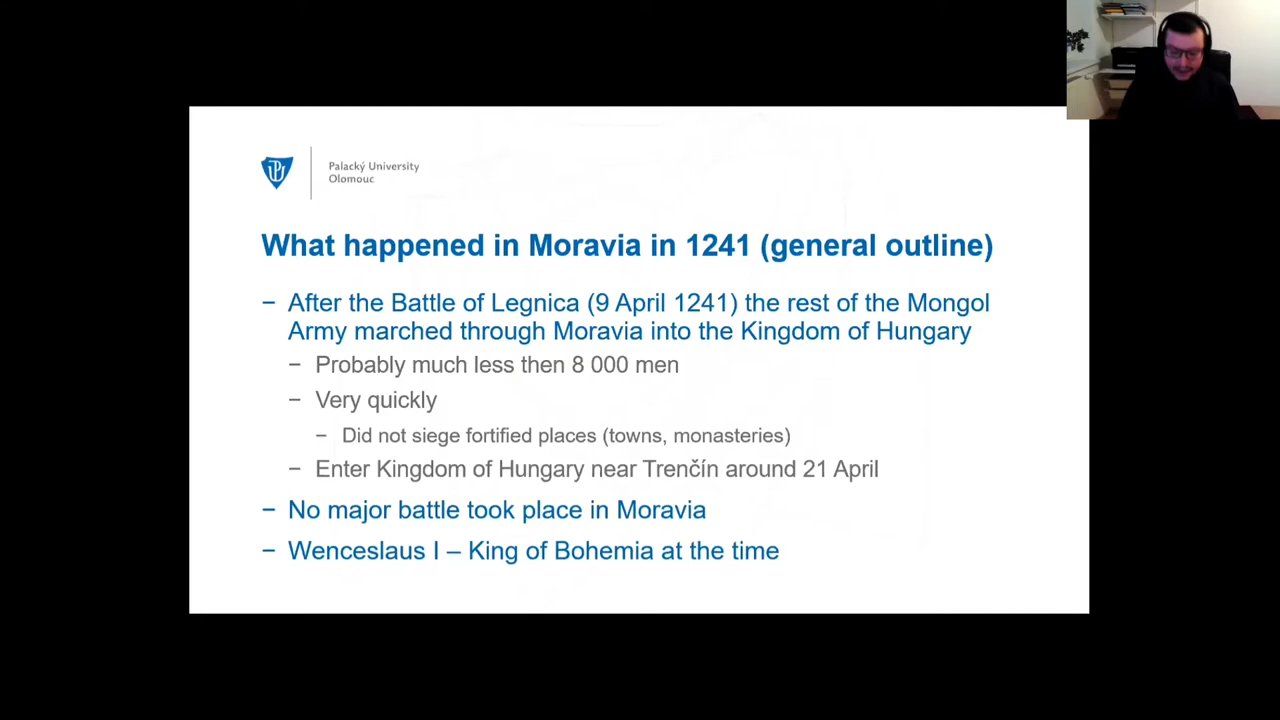 Palacký University
Olomouc
What happened in Moravia in 1241 (general outline)
− After the Battle of Legnica (9 April 1241) the rest of the Mongol
Army marched through Moravia into the Kingdom of Hungary
− Probably much less then 8 000 men
− Very quickly
− Did not siege fortified places (towns, monasteries)
− Enter Kingdom of Hungary near Trenčín around 21 April
− No major battle took place in Moravia
− Wenceslaus I – King of Bohemia at the time